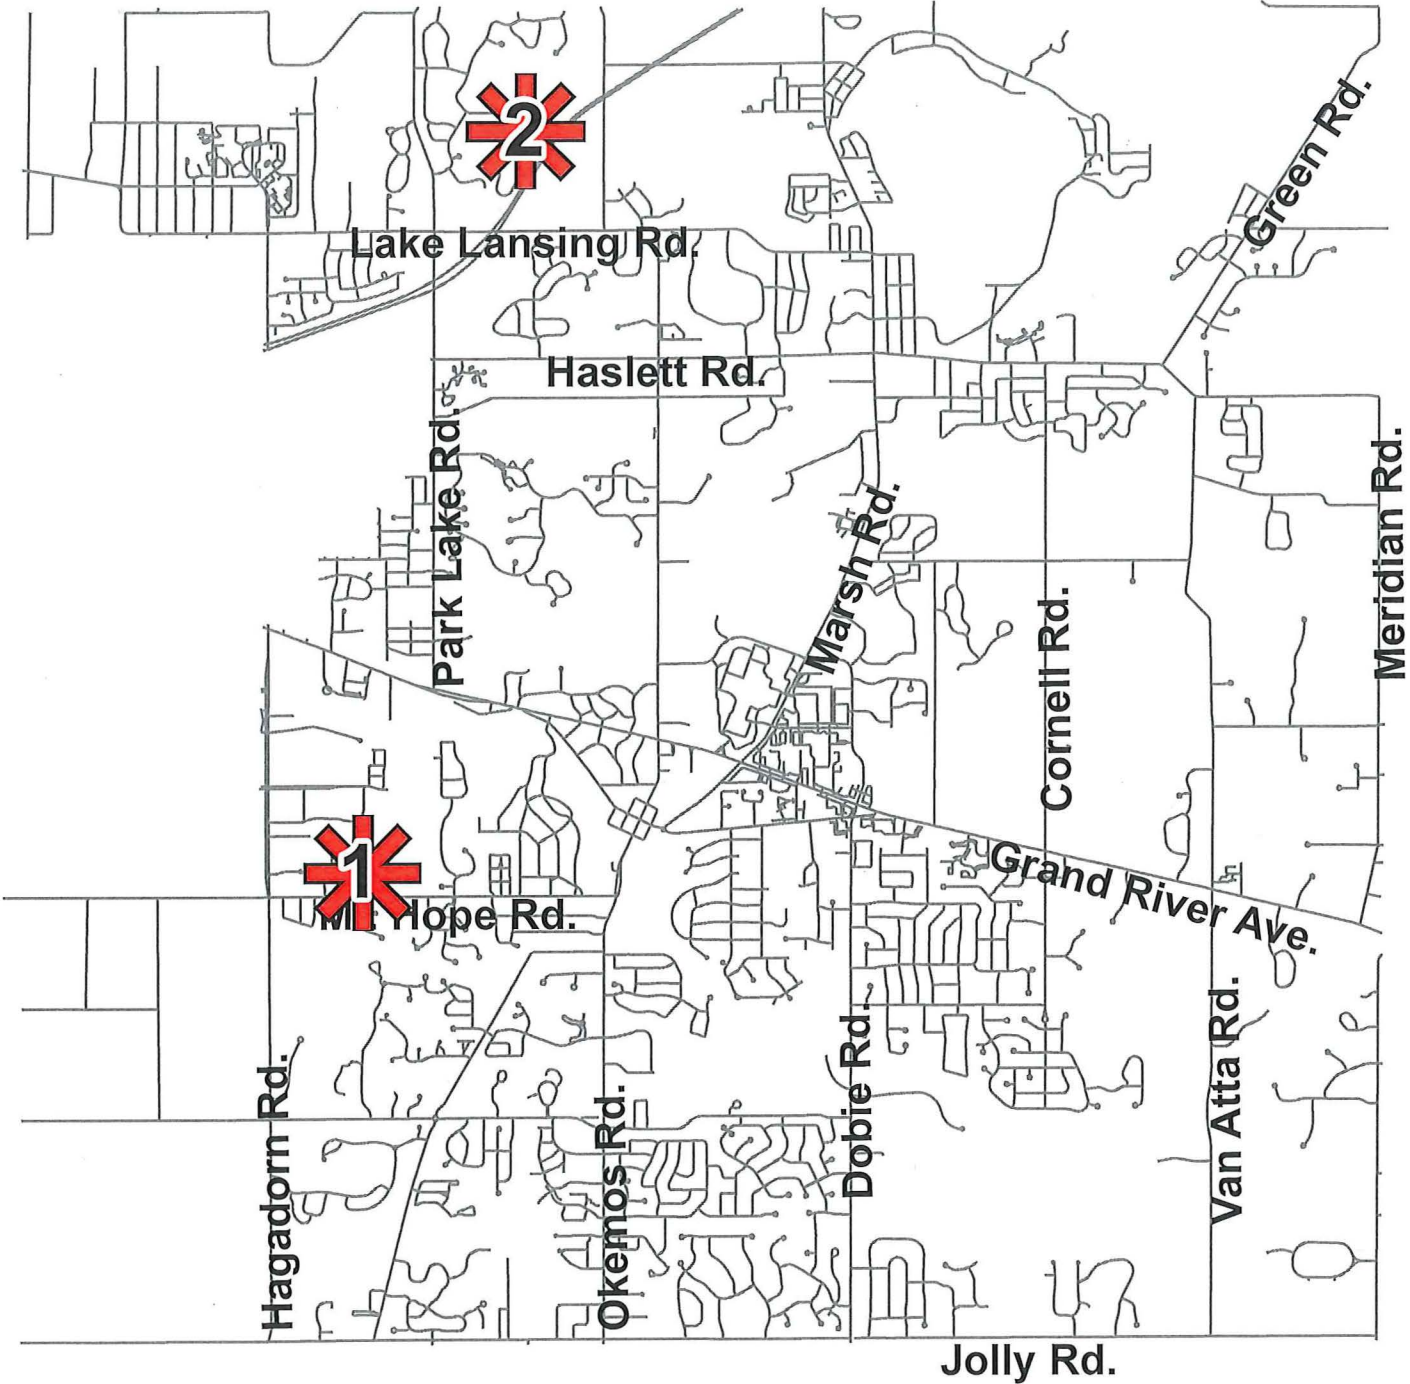 2
Green Rd.
Lake Lansing Rd.
Haslett Rd.
Park Lake Rd.
Meridian Rd.
Marsh Rd.
Cornell Rd.
1
Grand River Ave.
Mt Hope Rd.
Van Atta Rd.
Dobie Rd.
Hagadorn Rd.
Okemos Rd.
Jolly Rd.